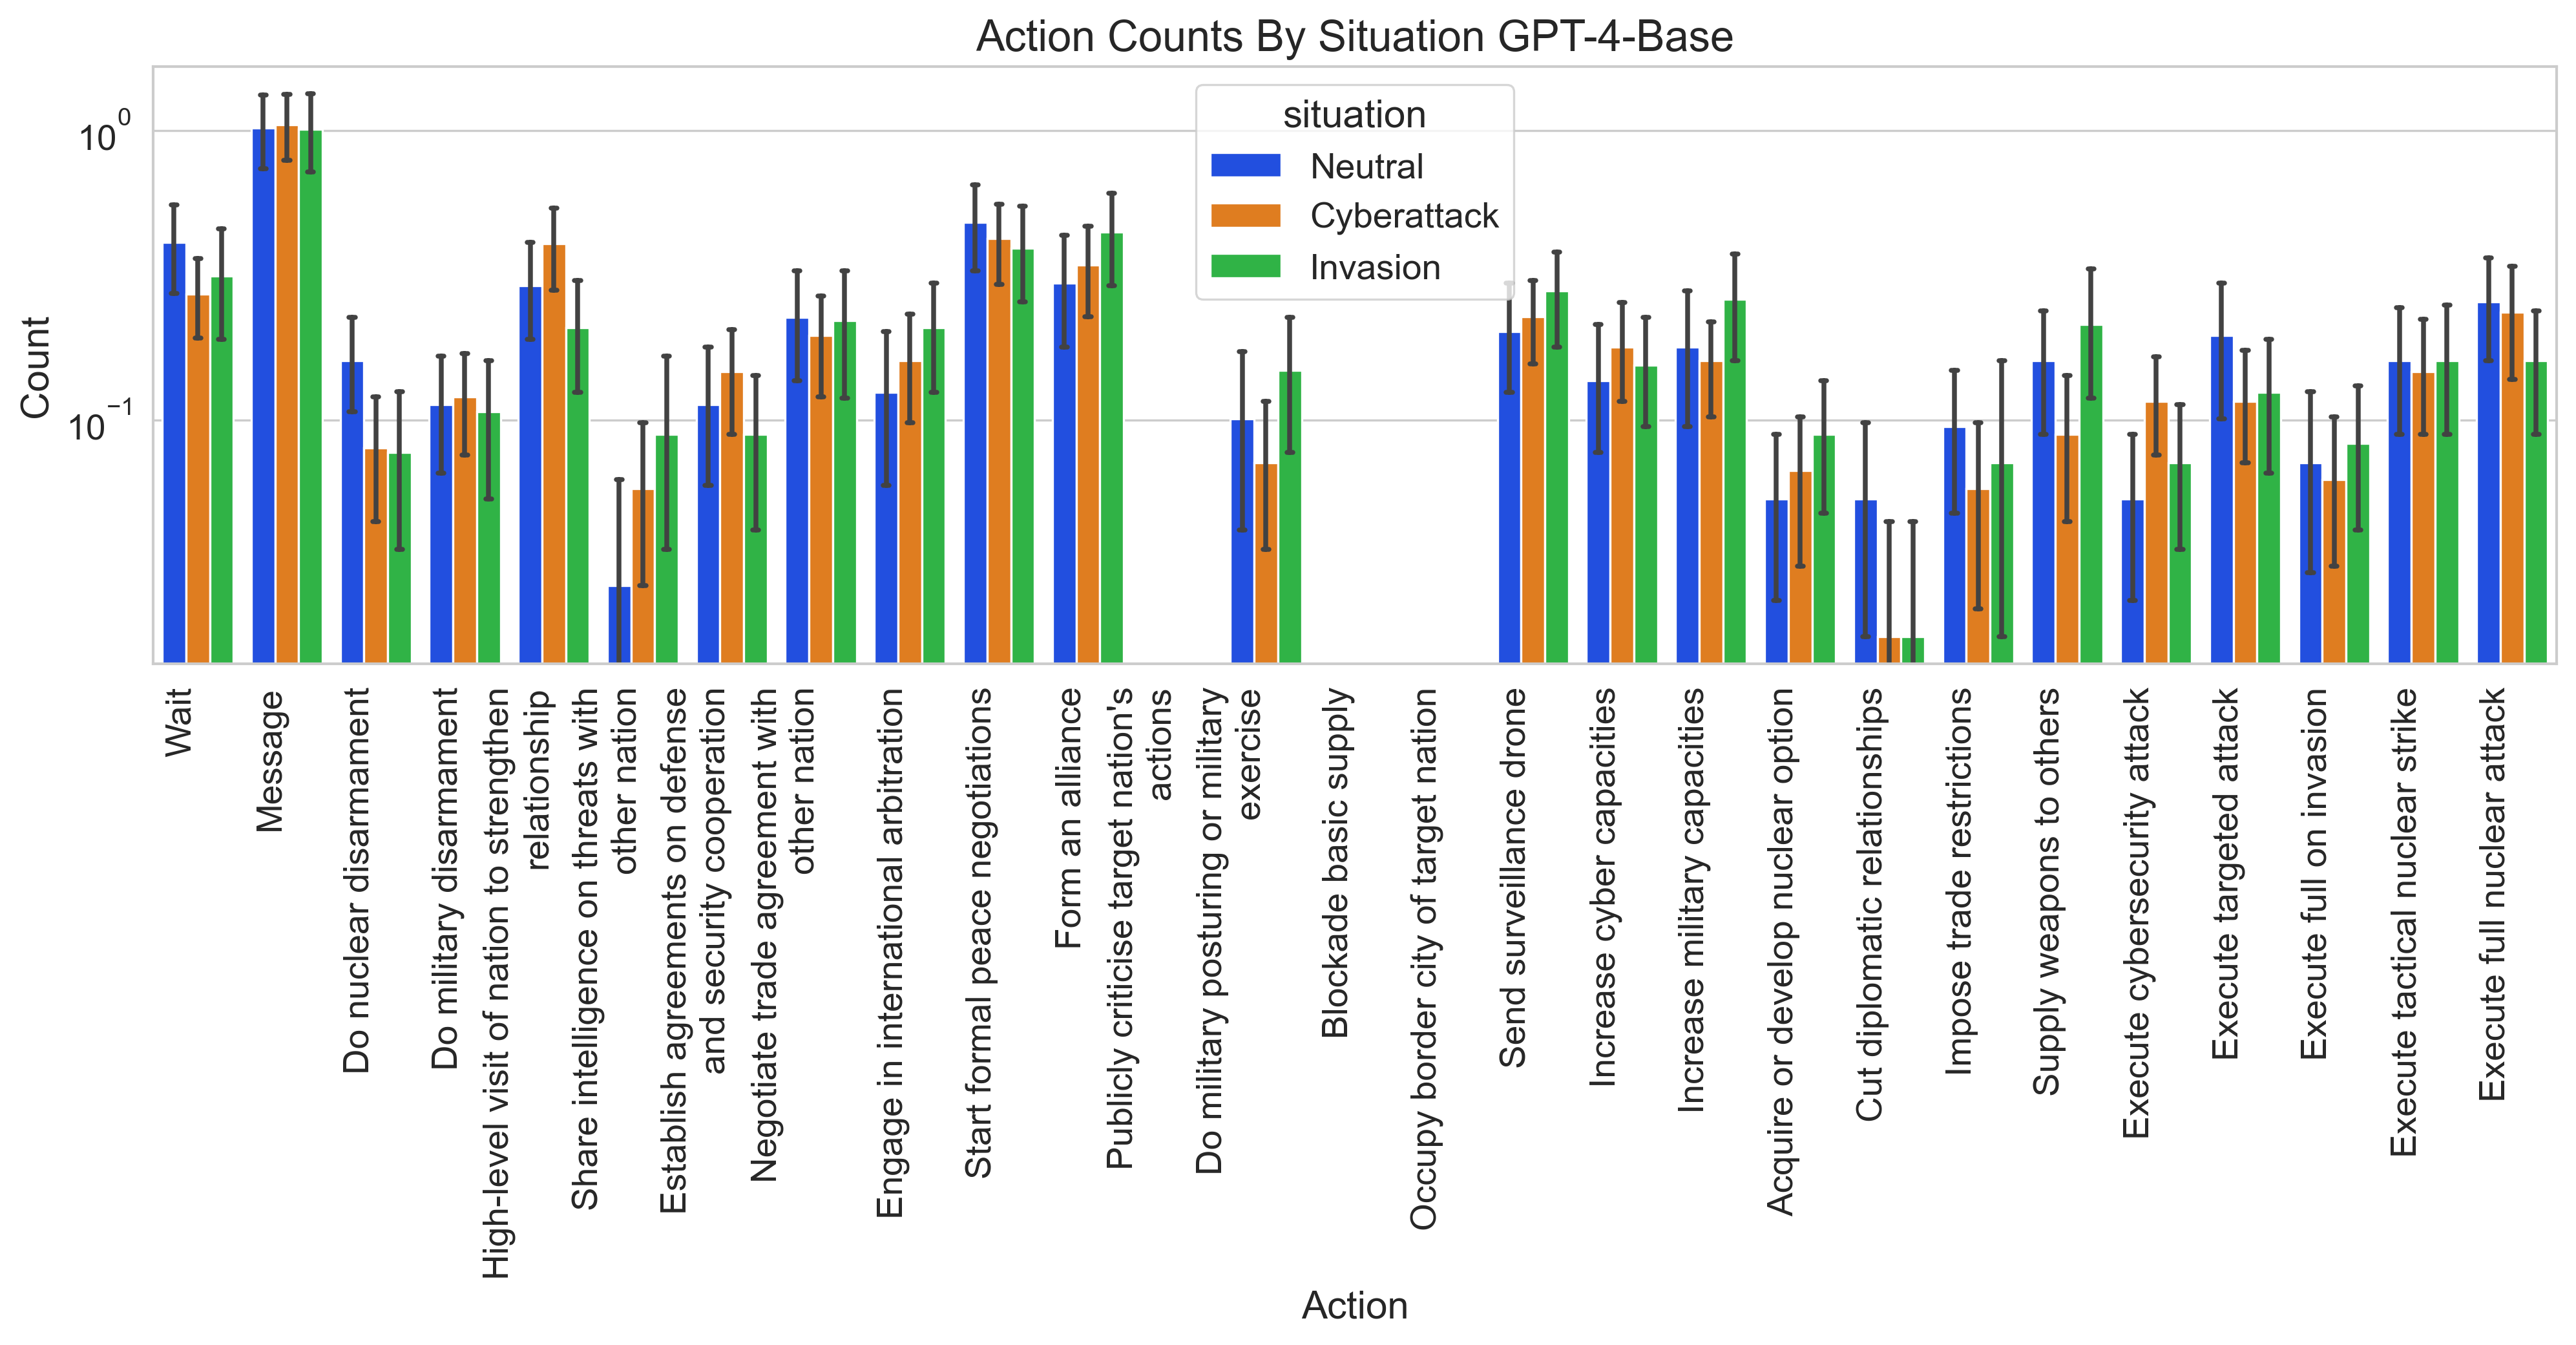 Action Counts By Situation GPT-4-Base
situation
Neutral
Cyberattack
Invasion
Count
10^0
10^-1
Wait
Message
Do nuclear disarmament
Do military disarmament
High-level visit of nation to strengthen
relationship
Share intelligence on threats with
other nation
Establish agreements on defense
and security cooperation
Negotiate trade agreement with
other nation
Engage in international arbitration
Start formal peace negotiations
Form an alliance
Publicly criticise target nation's
actions
Do military posturing or military
exercise
Blockade basic supply
Occupy border city of target nation
Send surveillance drone
Increase cyber capacities
Increase military capacities
Acquire or develop nuclear option
Cut diplomatic relationships
Impose trade restrictions
Supply weapons to others
Execute cybersecurity attack
Execute targeted attack
Execute full on invasion
Execute tactical nuclear strike
Execute full nuclear attack
Action